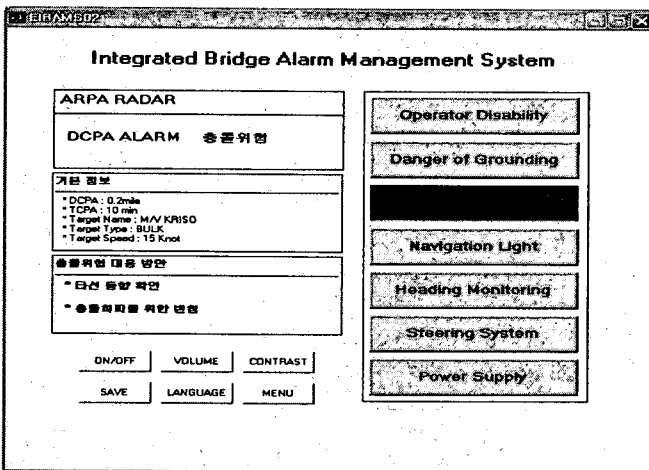 Integrated Bridge Alarm Management System
ARPA RADAR
DCPA ALARM 충돌위험
기본 정보
* DCPA : 0.2mile
* TCPA : 10 min
* Target Name : M/V KRISO
* Target Type : BULK
* Target Speed : 15 Knot
충돌위험 대응 방안
* 타선 동향 확인
* 충돌회피를 위한 변침
ON/OFF VOLUME CONTRAST
SAVE LANGUAGE MENU
Operator Disability
Danger of Grounding
Navigation Light
Heading Monitoring
Steering System
Power Supply